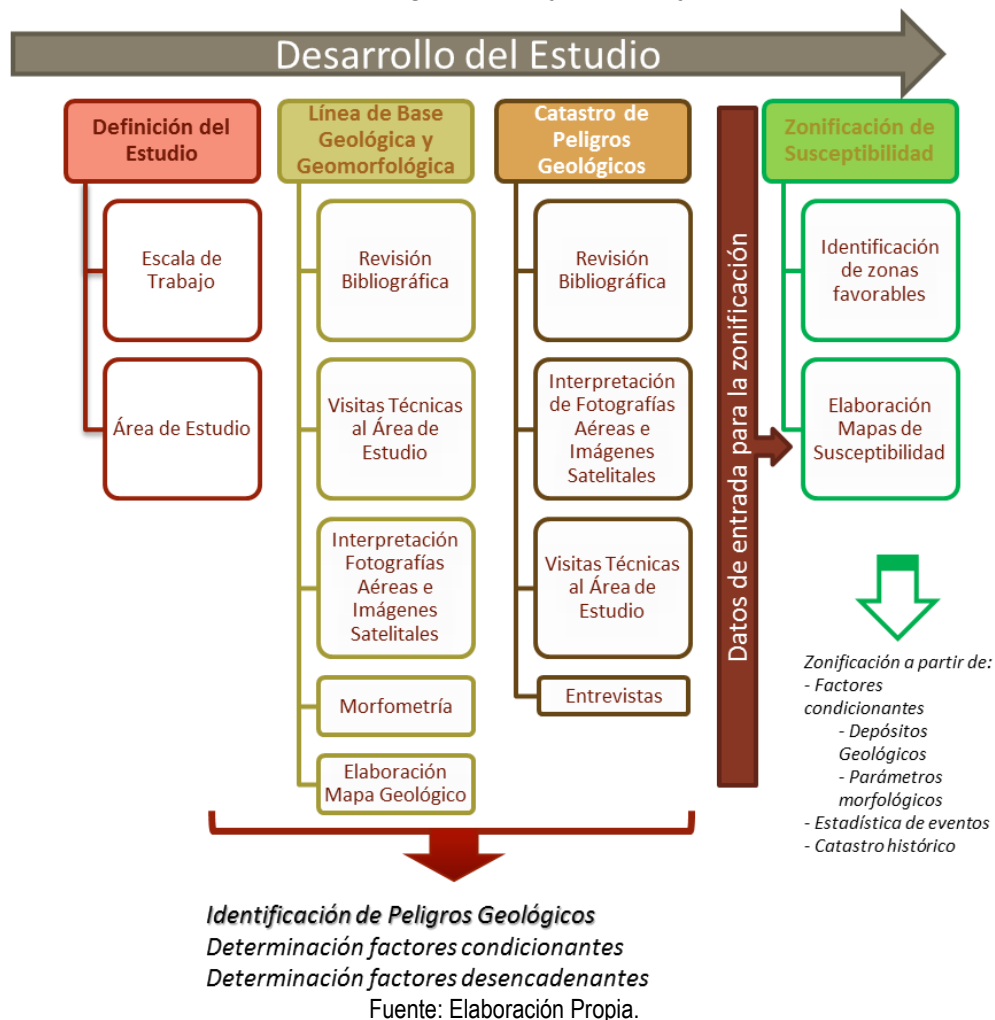 Desarrollo del Estudio
Definición del
Estudio
Escala de
Trabajo
Área de Estudio
Línea de Base
Geológica y
Geomorfológica
Revisión
Bibliográfica
Visitas Técnicas
al Área de
Estudio
Interpretación
Fotografías
Aéreas e
Imágenes
Satelitales
Morfometría
Elaboración
Mapa Geológico
Catastro de
Peligros
Geológicos
Revisión
Bibliográfica
Interpretación
de Fotografías
Aéreas e
Imágenes
Satelitales
Visitas Técnicas
al Área de
Estudio
Entrevistas
Datos de entrada para la zonificación
Zonificación de
Susceptibilidad
Identificación
de zonas
favorables
Elaboración
Mapas de
Susceptibilidad
Zonificación a partir de:
- Factores
condicionantes
- Depósitos
Geológicos
- Parámetros
morfológicos
- Estadística de eventos
- Catastro histórico
Identificación de Peligros Geológicos
Determinación factores condicionantes
Determinación factores desencadenantes
Fuente: Elaboración Propia.